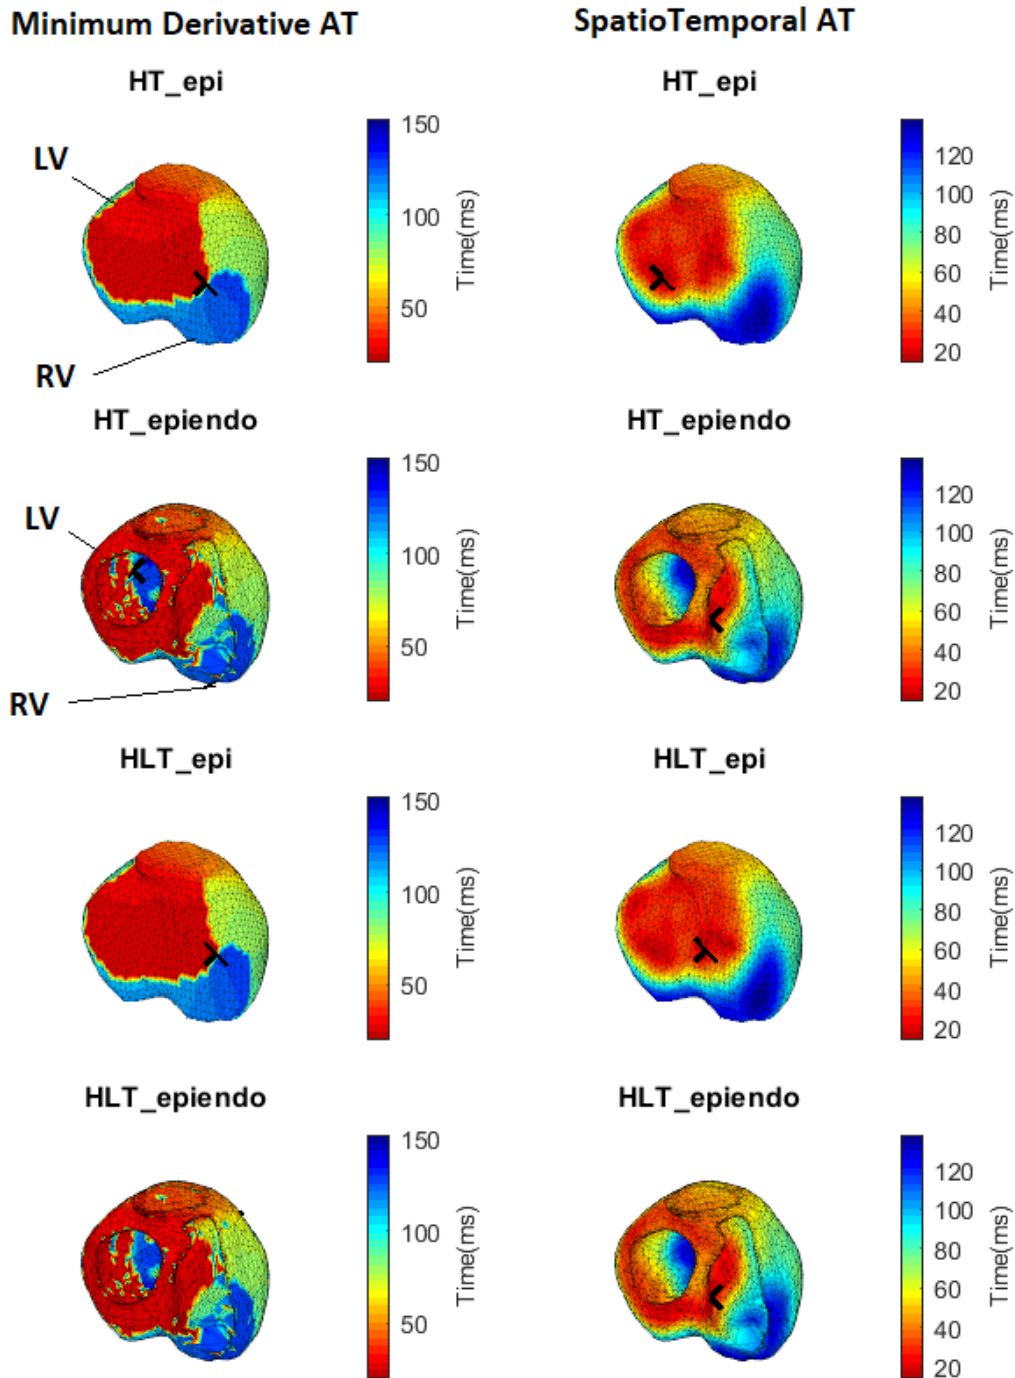 Minimum Derivative AT
SpatioTemporal AT
HT_epi
HT_epi
LV
RV
150
100
50
Time(ms)
120
100
80
60
40
20
Time(ms)
HT_epiendo
HT_epiendo
LV
RV
150
100
50
Time(ms)
120
100
80
60
40
20
Time(ms)
HLT_epi
HLT_epi
150
100
50
Time(ms)
120
100
80
60
40
20
Time(ms)
HLT_epiendo
HLT_epiendo
150
100
50
Time(ms)
120
100
80
60
40
20
Time(ms)